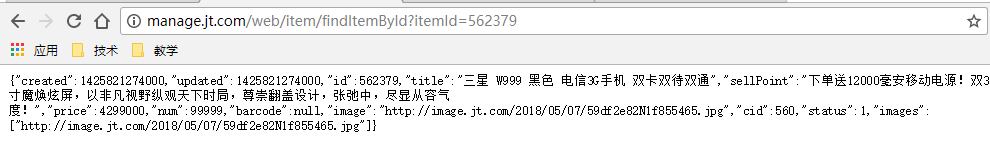 manage.jt.com/web/item/findItemById?itemId=562379
应用 技术 教学
{"created":1425821274000,"updated":1425821274000,"id":562379,"title":"三星 W999 黑色 电信3G手机 双卡双待双通","sellPoint":"下单送12000毫安移动电源！双3
寸魔焕炫屏，以非凡视野纵观天下时局，尊崇翻盖设计，张弛中，尽显从容气
度！","price":4299000,"num":99999,"barcode":null,"image":"http://image.jt.com/2018/05/07/59df2e82N1f855465.jpg","cid":560,"status":1,"images":
["http://image.jt.com/2018/05/07/59df2e82N1f855465.jpg"]}